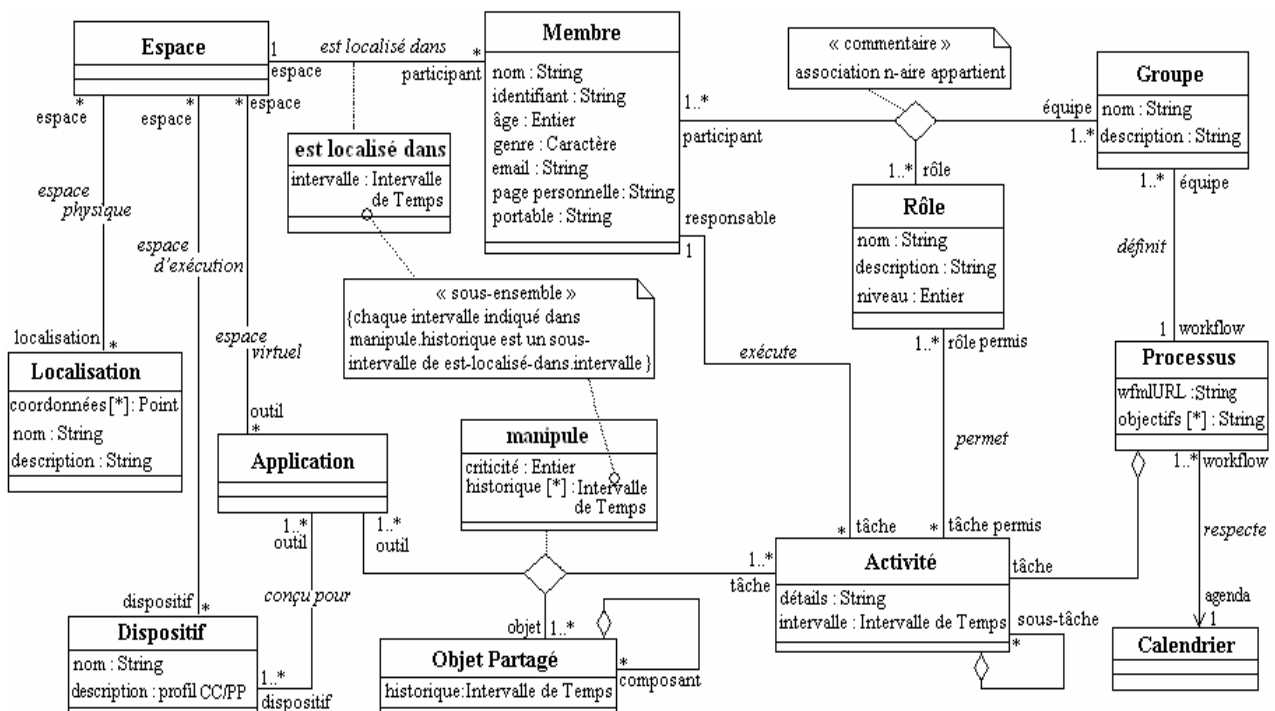 Espace
1
espace
est localisé dans
*
participant
Membre
nom : String
identifiant : String
âge : Entier
genre : Caractère
email : String
page personnelle : String
portable : String
« commentaire »
association n-aire appartient
Groupe
nom : String
description : String
1..*
participant
équipe
1..*
1..* rôle
1..*
équipe
*
espace
*
espace
*
espace
est localisé dans
intervalle : Intervalle
de Temps
espace
physique
espace
d'exécution
espace
virtuel
responsable
1
Rôle
nom : String
description : String
niveau : Entier
définit
« sous-ensemble »
{chaque intervalle indiqué dans
manipule.historique est un sous-
intervalle de est-localisé-dans.intervalle }
localisation
*
Localisation
coordonnées [*] : Point
nom : String
description : String
exécute
1..* rôle permis
permet
1 workflow
Processus
wfmlURL :String
objectifs [*] : String
1..* workflow
outil
*
Application
manipule
criticité : Entier
historique [*] : Intervalle
de Temps
1..*
outil
1..*
outil
conçu pour
* tâche
* tâche permis
1..*
tâche
Activité
détails : String
intervalle : Intervalle de Temps
tâche
sous-tâche
*
respecte
agenda
1
Calendrier
dispositif *
Dispositif
nom : String
description : profil CC/PP
1..*
dispositif
objet 1..*
Objet Partagé
historique:Intervalle de Temps
*
composant